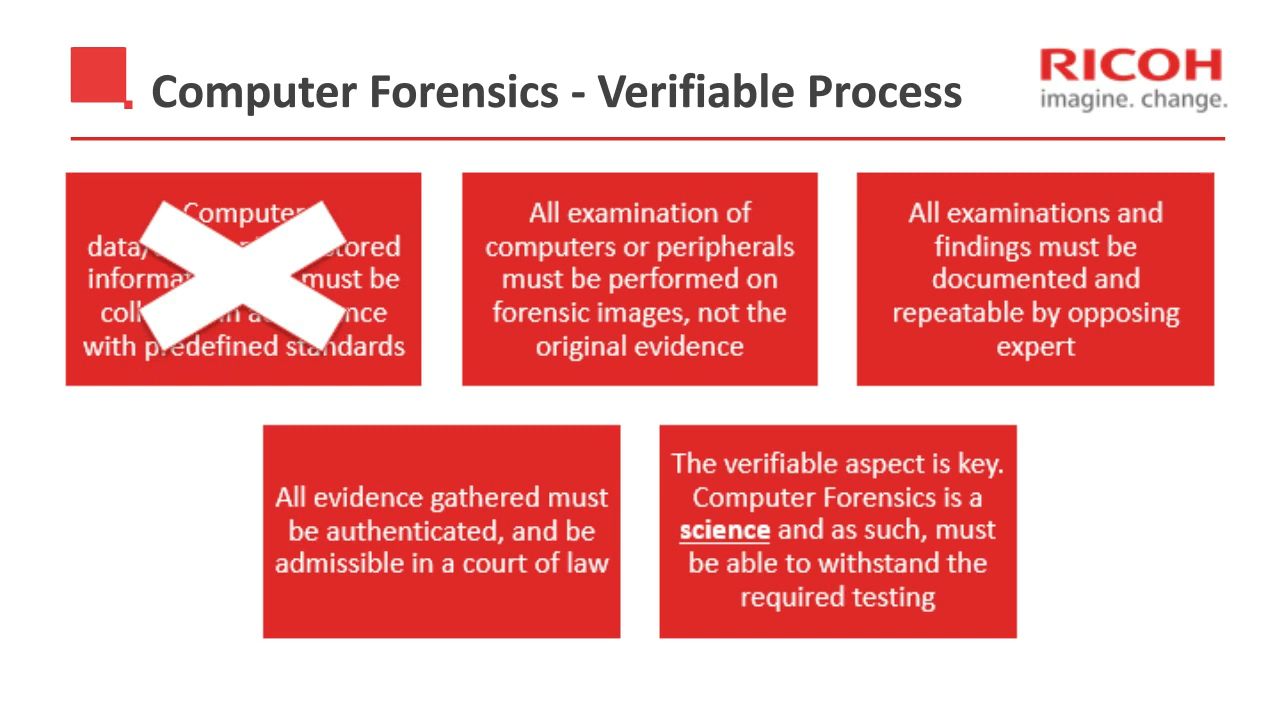 Computer Forensics - Verifiable Process
RICOH
imagine. change.
Computer
must be
with predefined standards
All examination of
computers or peripherals
must be performed on
forensic images, not the
original evidence
All examinations and
findings must be
documented and
repeatable by opposing
expert
All evidence gathered must
be authenticated, and be
admissible in a court of law
The verifiable aspect is key.
Computer Forensics is a
science and as such, must
be able to withstand the
required testing